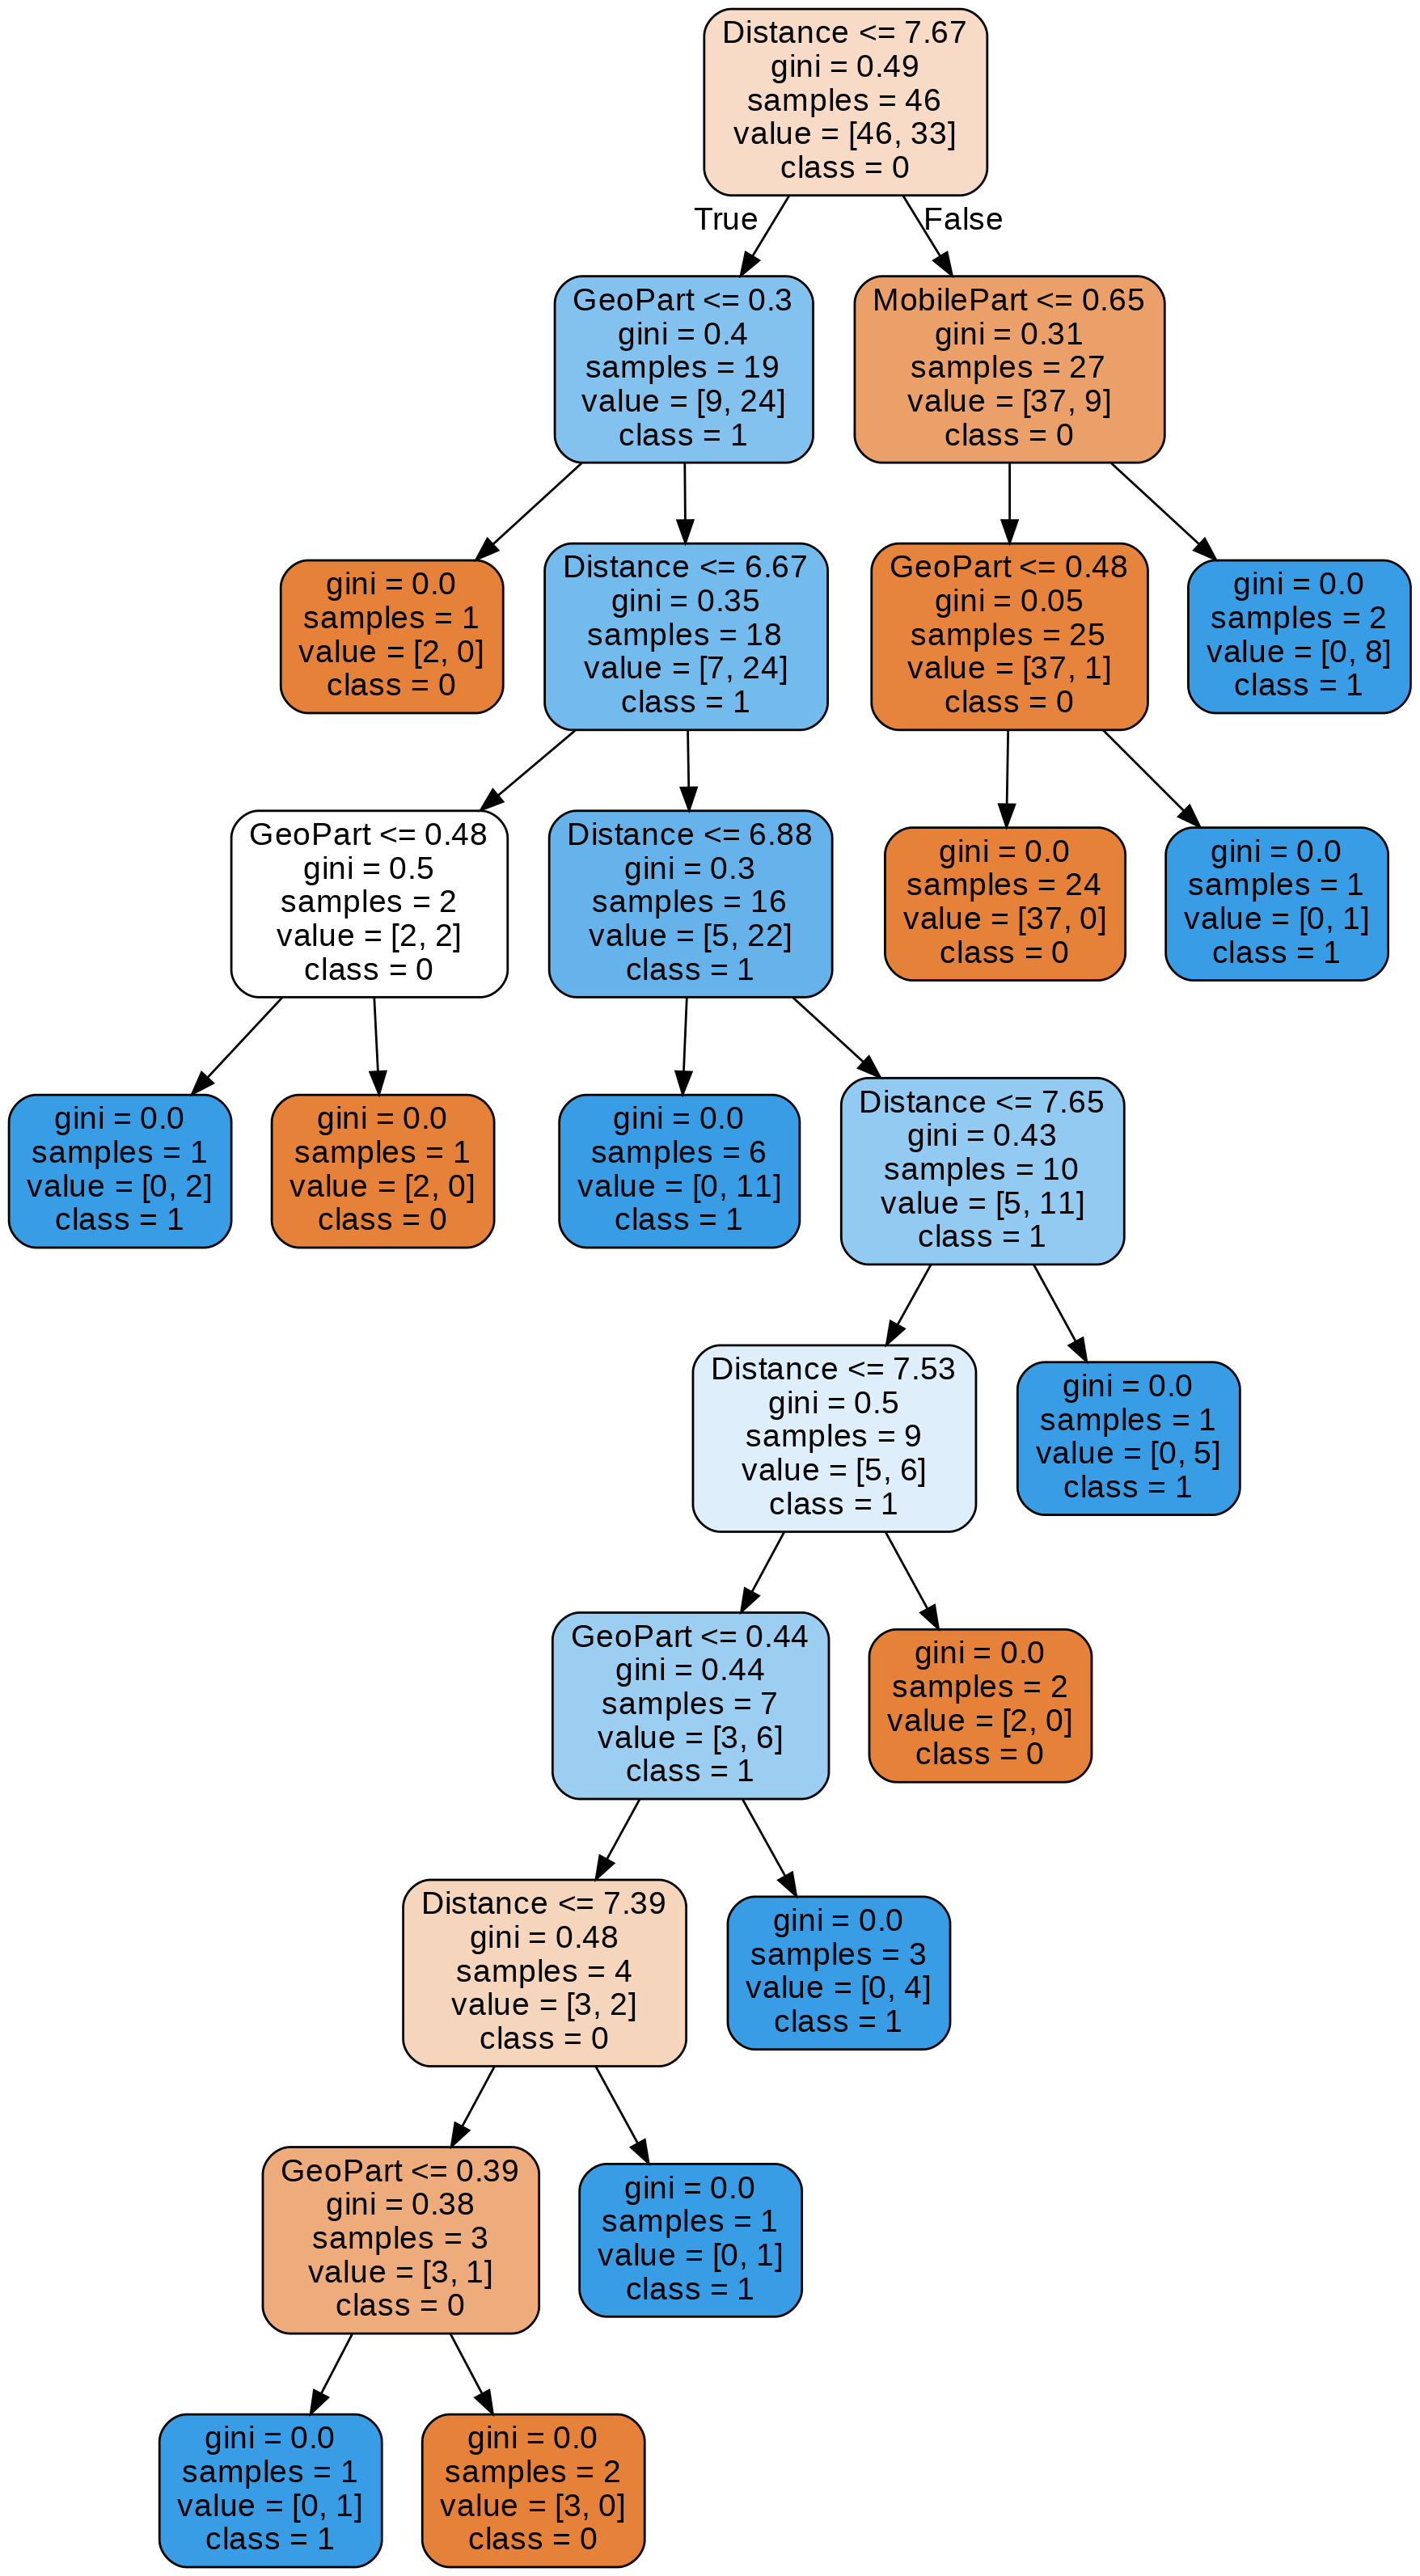 Distance <= 7.67
gini = 0.49
samples = 46
value = [46, 33]
class = 0
True
False
GeoPart <= 0.3
gini = 0.4
samples = 19
value = [9, 24]
class = 1
MobilePart <= 0.65
gini = 0.31
samples = 27
value = [37, 9]
class = 0
gini = 0.0
samples = 1
value = [2, 0]
class = 0
Distance <= 6.67
gini = 0.35
samples = 18
value = [7, 24]
class = 1
GeoPart <= 0.48
gini = 0.05
samples = 25
value = [37, 1]
class = 0
gini = 0.0
samples = 2
value = [0, 8]
class = 1
GeoPart <= 0.48
gini = 0.5
samples = 2
value = [2, 2]
class = 0
Distance <= 6.88
gini = 0.3
samples = 16
value = [5, 22]
class = 1
gini = 0.0
samples = 24
value = [37, 0]
class = 0
gini = 0.0
samples = 1
value = [0, 1]
class = 1
gini = 0.0
samples = 1
value = [0, 2]
class = 1
gini = 0.0
samples = 1
value = [2, 0]
class = 0
gini = 0.0
samples = 6
value = [0, 11]
class = 1
Distance <= 7.65
gini = 0.43
samples = 10
value = [5, 11]
class = 1
Distance <= 7.53
gini = 0.5
samples = 9
value = [5, 6]
class = 1
gini = 0.0
samples = 1
value = [0, 5]
class = 1
GeoPart <= 0.44
gini = 0.44
samples = 7
value = [3, 6]
class = 1
gini = 0.0
samples = 2
value = [2, 0]
class = 0
Distance <= 7.39
gini = 0.48
samples = 4
value = [3, 2]
class = 0
gini = 0.0
samples = 3
value = [0, 4]
class = 1
GeoPart <= 0.39
gini = 0.38
samples = 3
value = [3, 1]
class = 0
gini = 0.0
samples = 1
value = [0, 1]
class = 1
gini = 0.0
samples = 1
value = [0, 1]
class = 1
gini = 0.0
samples = 2
value = [3, 0]
class = 0